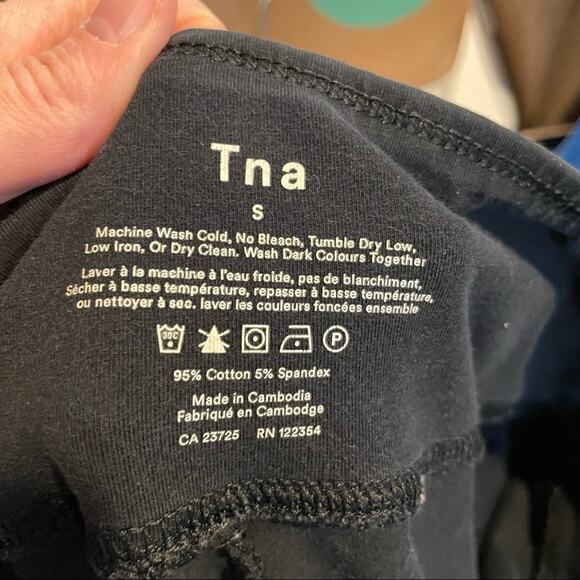 Tna
S
Machine Wash Cold, No Bleach, Tumble Dry Low,
Low Iron, Or Dry Clean. Wash Dark Colours Together
Laver à la machine à l'eau froide, pas de blanchiment,
Sécher à basse température, repasser à basse température,
ou nettoyer à sec. laver les couleurs foncées ensemble
30C P
95% Cotton 5% Spandex
Made in Cambodia
Fabriqué en Cambodge
CA 23725 RN 122354